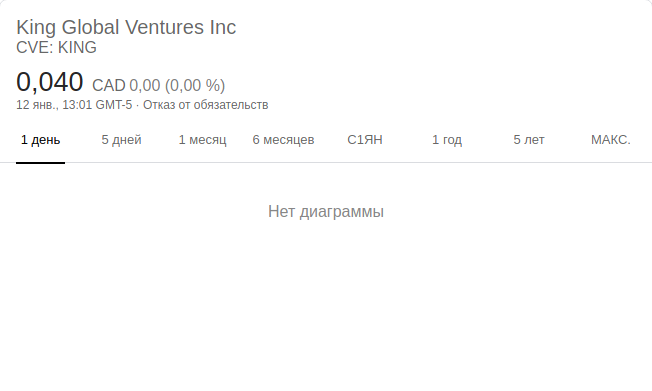 King Global Ventures Inc
CVE: KING
0,040 CAD 0,00 (0,00 %)
12 янв., 13:01 GMT-5 · Отказ от обязательств
1 день 5 дней 1 месяц 6 месяцев С1ЯН 1 год 5 лет МАКС.
Нет диаграммы